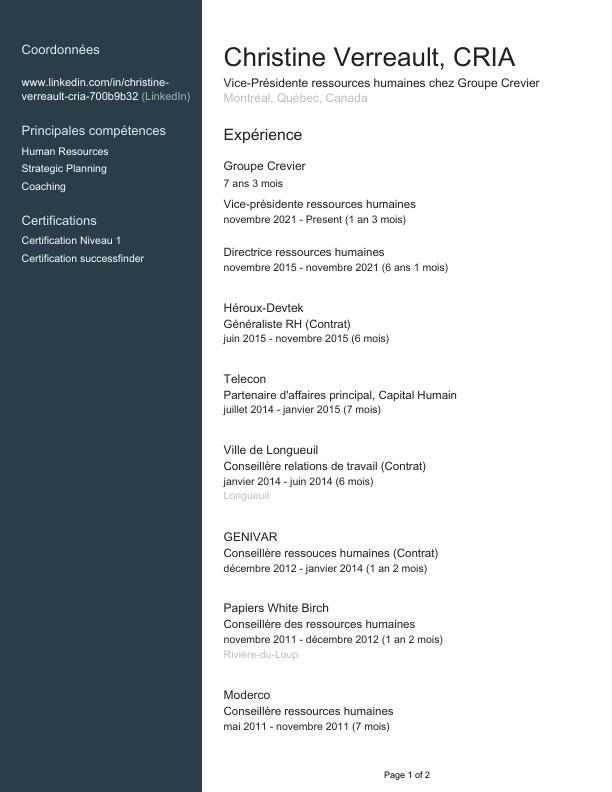 Coordonnées
www.linkedin.com/in/christine-
verreault-cria-700b9b32 (LinkedIn)
Principales compétences
Human Resources
Strategic Planning
Coaching
Certifications
Certification Niveau 1
Certification successfinder
Christine Verreault, CRIA
Vice-Présidente ressources humaines chez Groupe Crevier
Montréal, Québec, Canada
Expérience
Groupe Crevier
7 ans 3 mois
Vice-présidente ressources humaines
novembre 2021 - Present (1 an 3 mois)
Directrice ressources humaines
novembre 2015 - novembre 2021 (6 ans 1 mois)
Héroux-Devtek
Généraliste RH (Contrat)
juin 2015 - novembre 2015 (6 mois)
Telecon
Partenaire d'affaires principal, Capital Humain
juillet 2014 - janvier 2015 (7 mois)
Ville de Longueuil
Conseillère relations de travail (Contrat)
janvier 2014 - juin 2014 (6 mois)
Longueuil
GENIVAR
Conseillère ressouces humaines (Contrat)
décembre 2012 - janvier 2014 (1 an 2 mois)
Papiers White Birch
Conseillère des ressources humaines
novembre 2011 - décembre 2012 (1 an 2 mois)
Rivière-du-Loup
Moderco
Conseillère ressources humaines
mai 2011 - novembre 2011 (7 mois)
Page 1 of 2